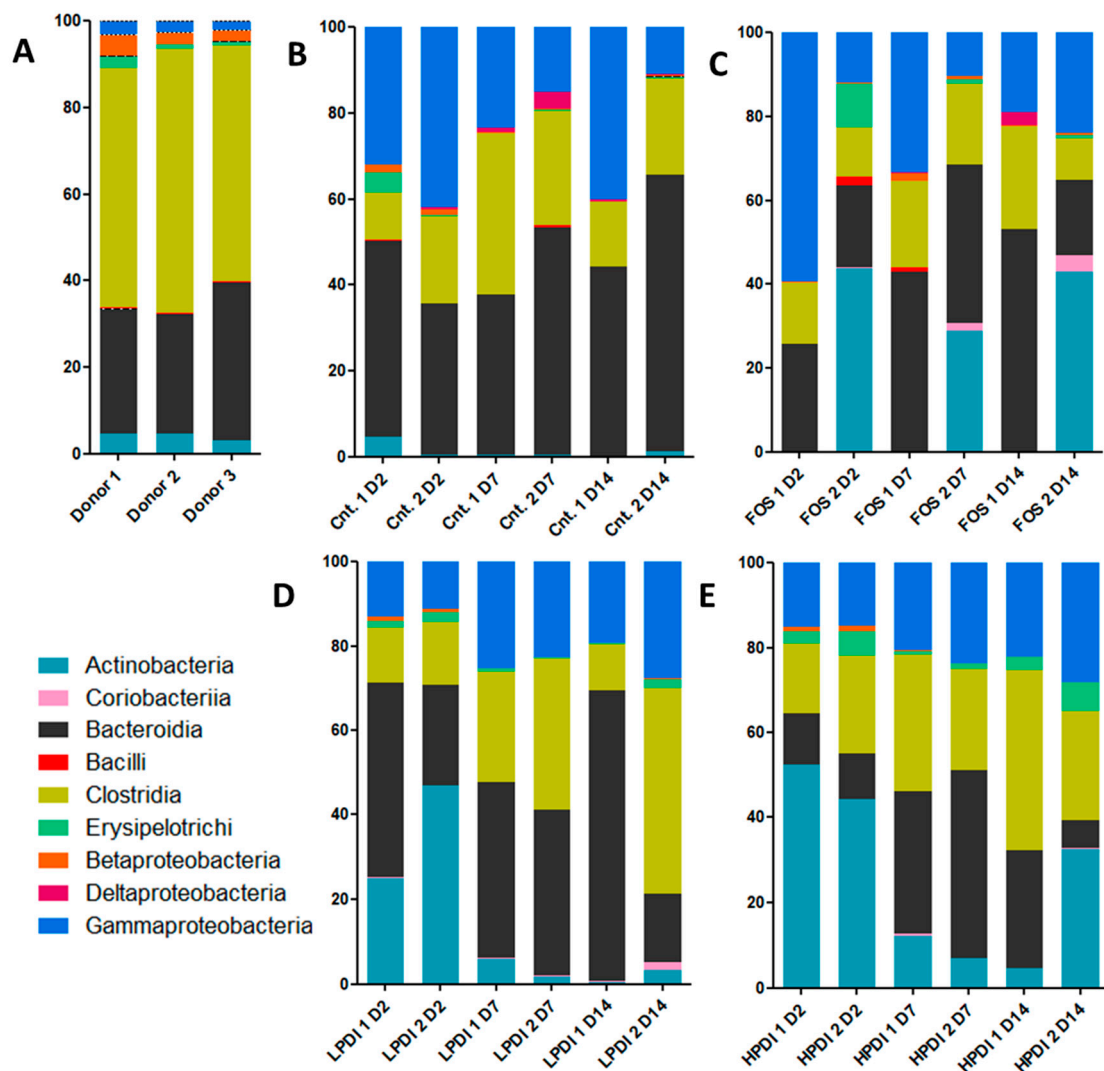 A
100
80
60
40
20
0
Donor 1
Donor 2
Donor 3
B
100
80
60
40
20
0
Cnt. 1 D2
Cnt. 2 D2
Cnt. 1 D7
Cnt. 2 D7
Cnt. 1 D14
Cnt. 2 D14
C
100
80
60
40
20
0
FOS 1 D2
FOS 2 D2
FOS 1 D7
FOS 2 D7
FOS 1 D14
FOS 2 D14
Actinobacteria
Coriobacteriia
Bacteroidia
Bacilli
Clostridia
Erysipelotrichi
Betaproteobacteria
Deltaproteobacteria
Gammaproteobacteria
D
100
80
60
40
20
0
LPDI 1 D2
LPDI 2 D2
LPDI 1 D7
LPDI 2 D7
LPDI 1 D14
LPDI 2 D14
E
100
80
60
40
20
0
HPDI 1 D2
HPDI 2 D2
HPDI 1 D7
HPDI 2 D7
HPDI 1 D14
HPDI 2 D14